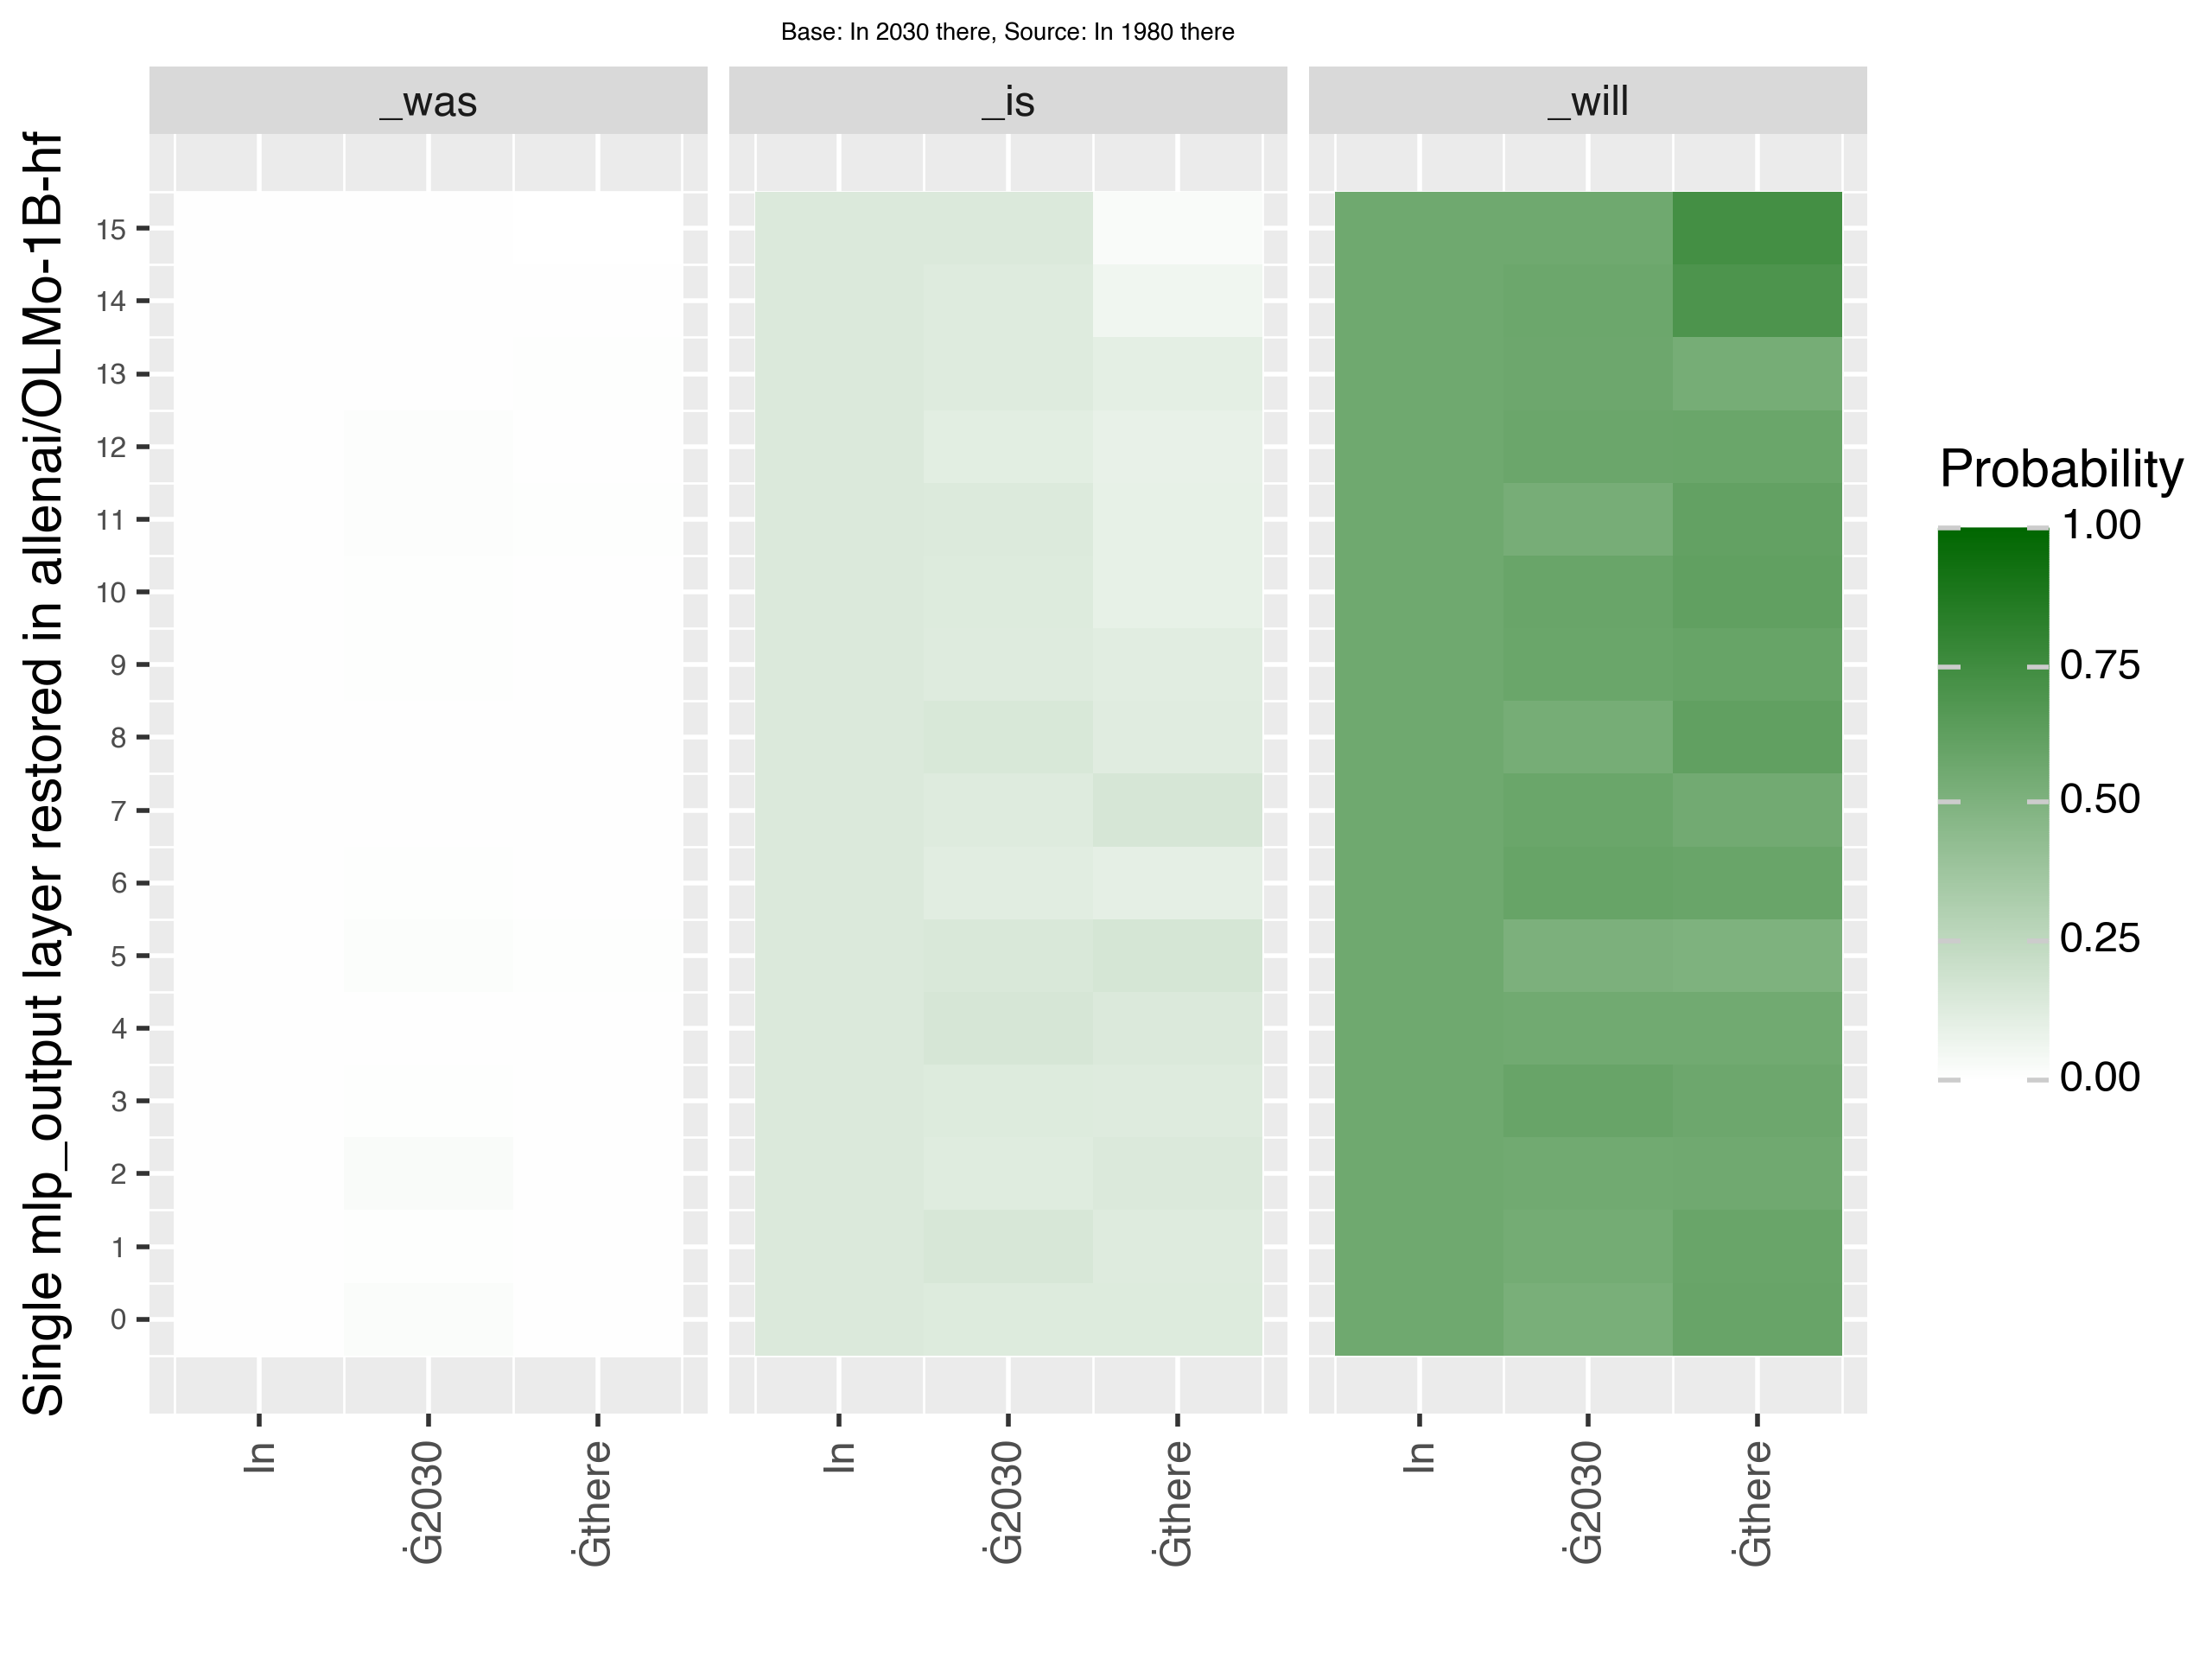 Base: In 2030 there, Source: In 1980 there
_was
_is
_will
Single mlp_output layer restored in allenai/OLMo-1B-hf
15
14
13
12
11
10
9
8
7
6
5
4
3
2
1
0
In
Ġ2030
Ġthere
In
Ġ2030
Ġthere
In
Ġ2030
Ġthere
Probability
1.00
0.75
0.50
0.25
0.00